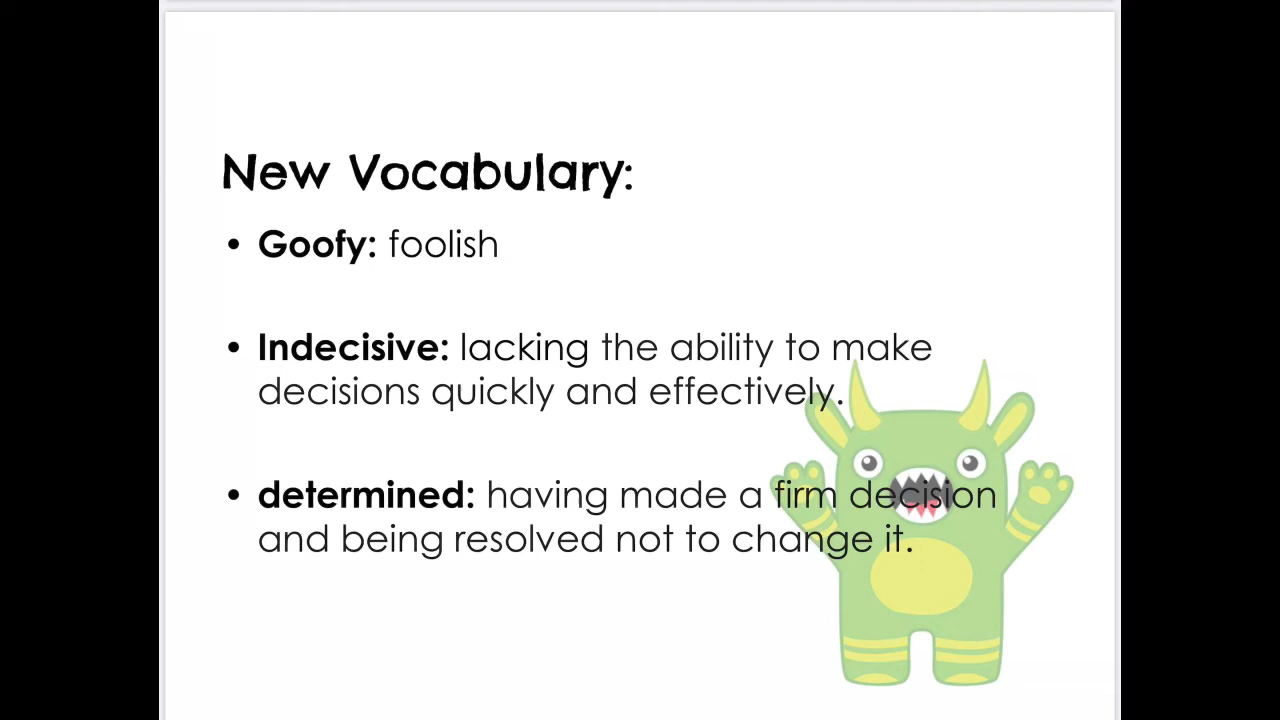 New Vocabulary:
• Goofy: foolish
• Indecisive: lacking the ability to make
decisions quickly and effectively.
• determined: having made a firm decision
and being resolved not to change it.